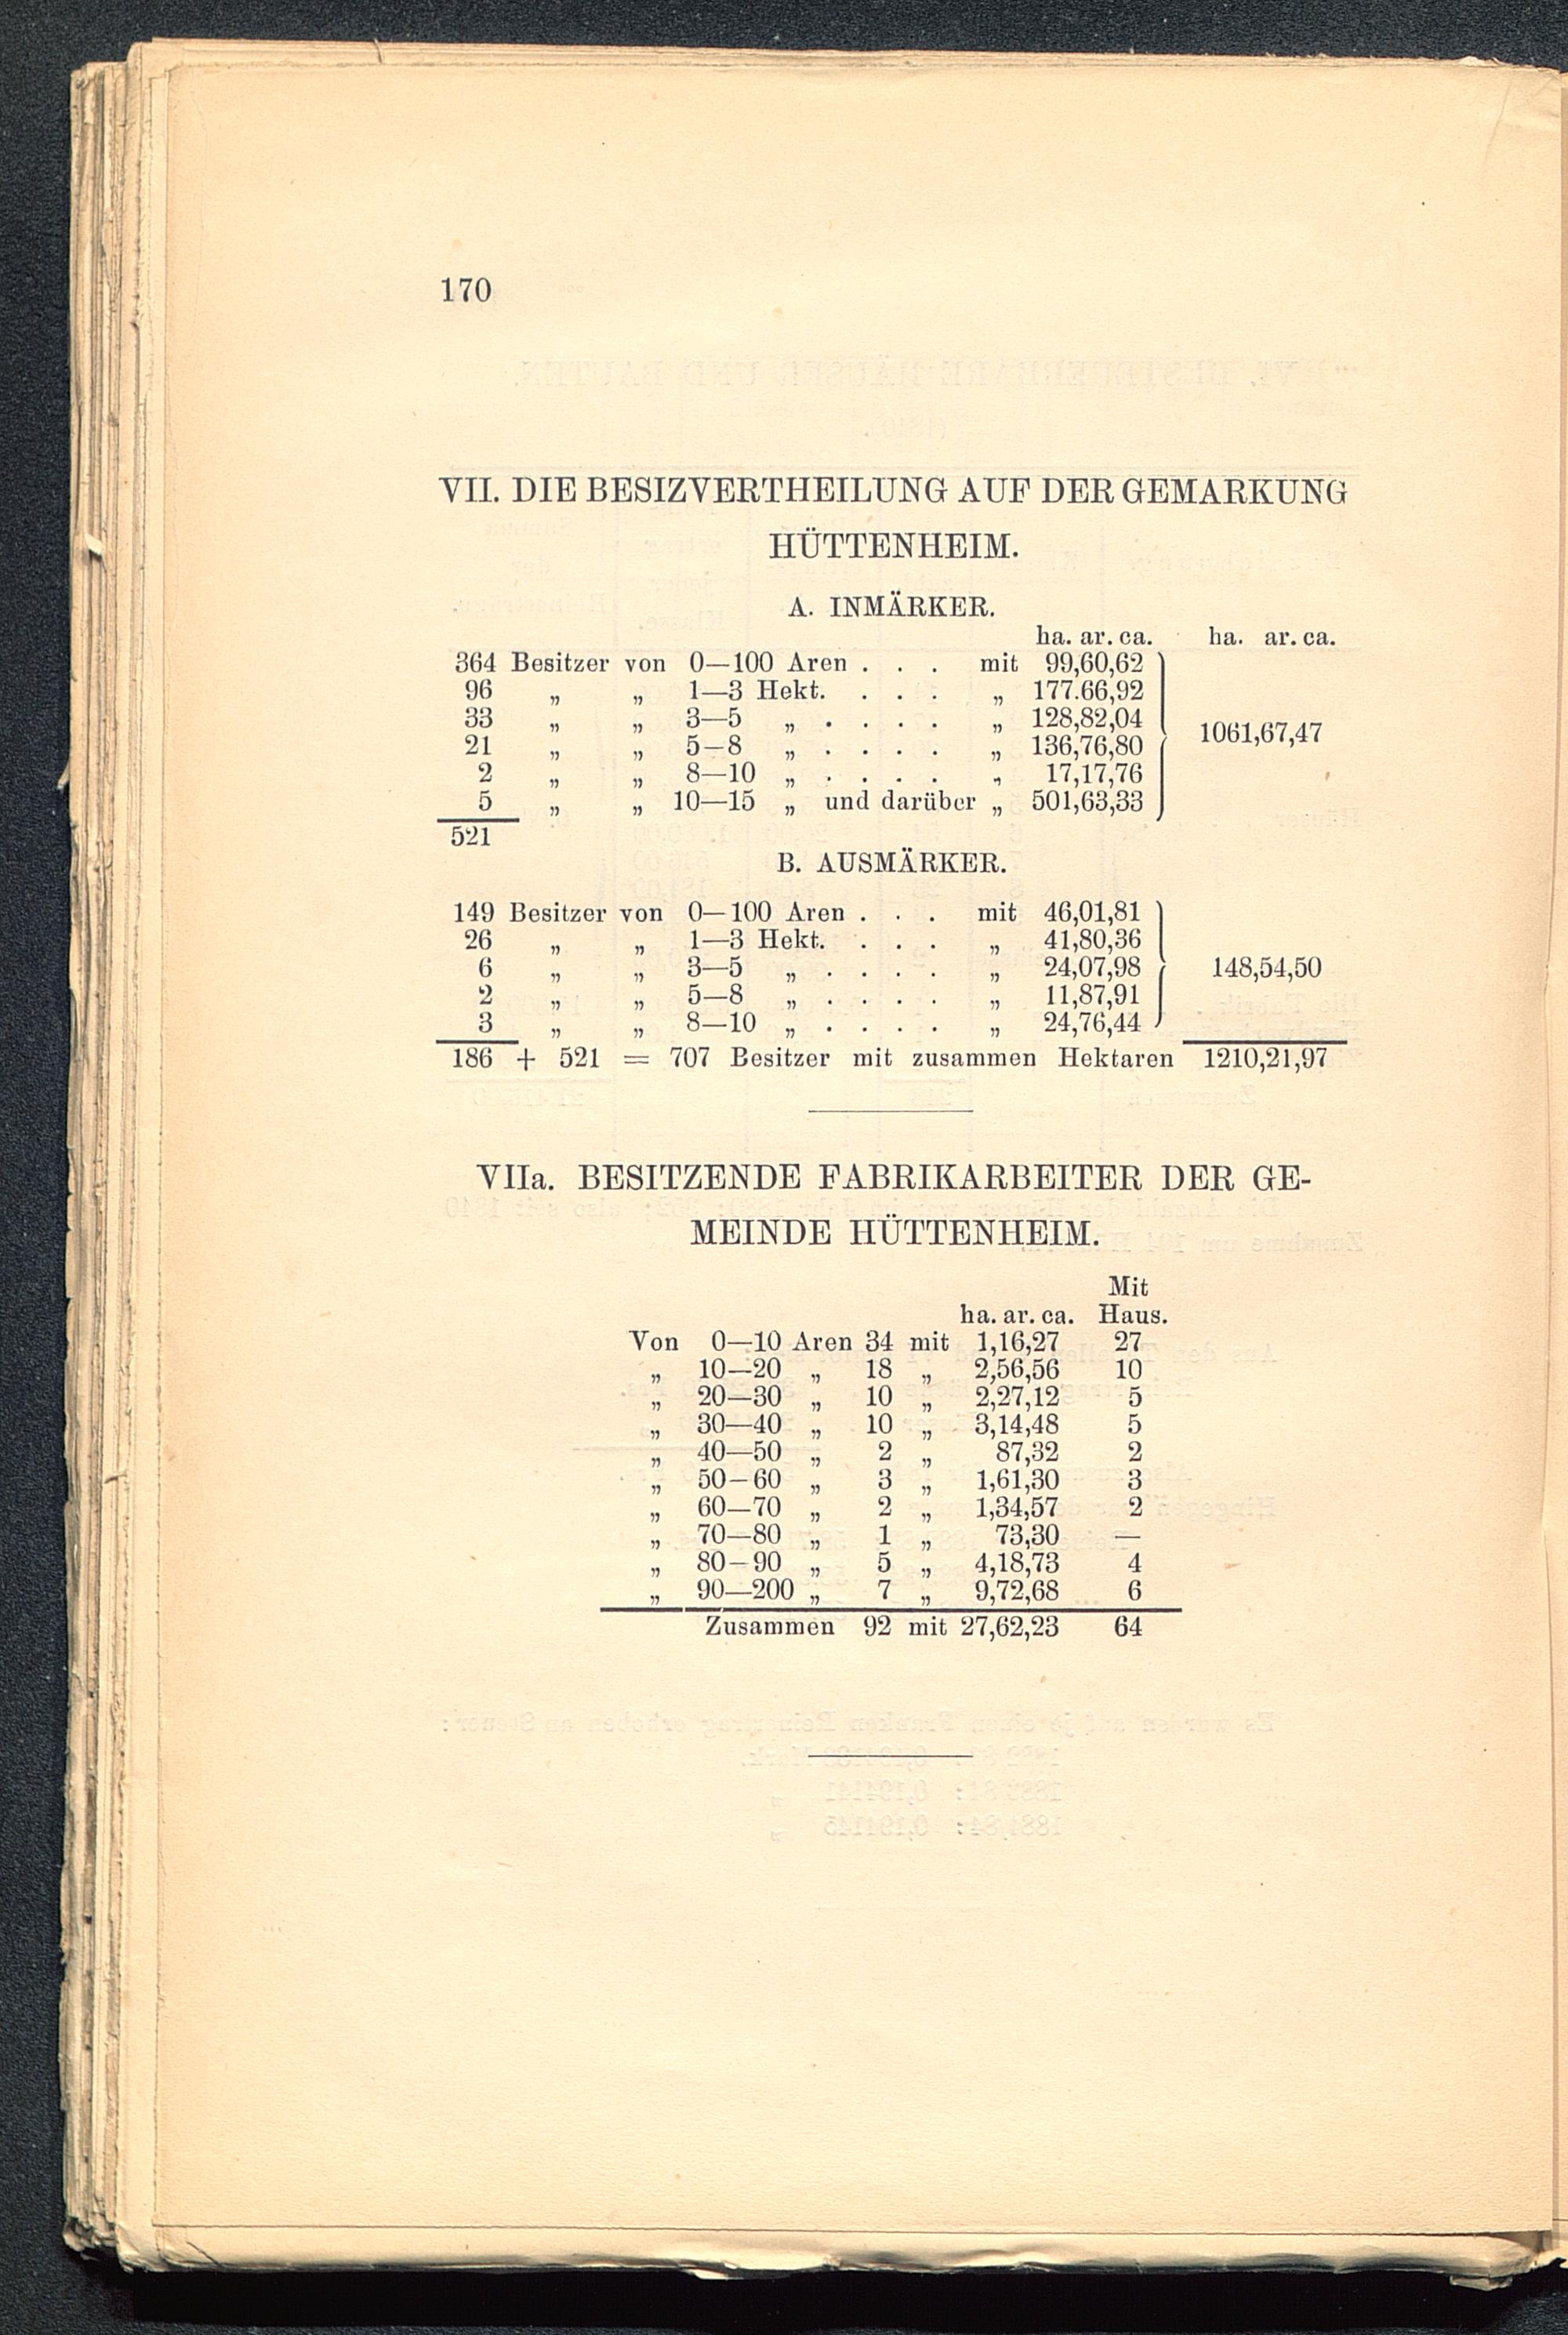 170
VII. DIE BESIZVERTHEILUNG AUF DER GEMARKUNG
HÜTTENHEIM.
A. INMÄRKER.
ha. ar. ca. ha. ar. ca.
364 Besitzer von 0—100 Aren . . . mit 99,60,62
96 „ „ 1—3 Hekt. . . . „ 177.66,92
33 „ „ 3—5 „ . . . . „ 128,82,04
1061,67,47
21 „ „ 5—8 „ . . . . „ 136,76,80
2 „ „ 8—10 „ . . . . „ 17,17,76
5 „ „ 10—15 „ und darüber „ 501,63,33
521
B. AUSMÄRKER.
149 Besitzer von 0—100 Aren . . . mit 46,01,81
26 „ „ 1—3 Hekt. . . . „ 41,80,36
6 „ „ 3—5 „ . . . . „ 24,07,98 148,54,50
2 „ „ 5—8 „ . . . . „ 11,87,91
3 „ „ 8—10 „ . . . . „ 24,76,44
186 + 521 = 707 Besitzer mit zusammen Hektaren 1210,21,97
VIIa. BESITZENDE FABRIKARBEITER DER GE-
MEINDE HÜTTENHEIM.
Mit
ha. ar. ca. Haus.
Von 0—10 Aren 34 mit 1,16,27 27
„ 10—20 „ 18 „ 2,56,56 10
„ 20—30 „ 10 „ 2,27,12 5
„ 30—40 „ 10 „ 3,14,48 5
„ 40—50 „ 2 „ 87,32 2
„ 50—60 „ 3 „ 1,61,30 3
„ 60—70 „ 2 „ 1,34,57 2
„ 70—80 „ 1 „ 73,30 —
„ 80—90 „ 5 „ 4,18,73 4
„ 90—200 „ 7 „ 9,72,68 6
Zusammen 92 mit 27,62,23 64